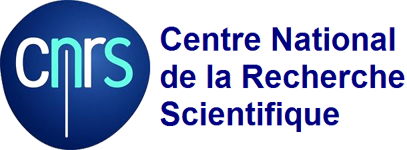 cnrs
Centre National
de la Recherche
Scientifique